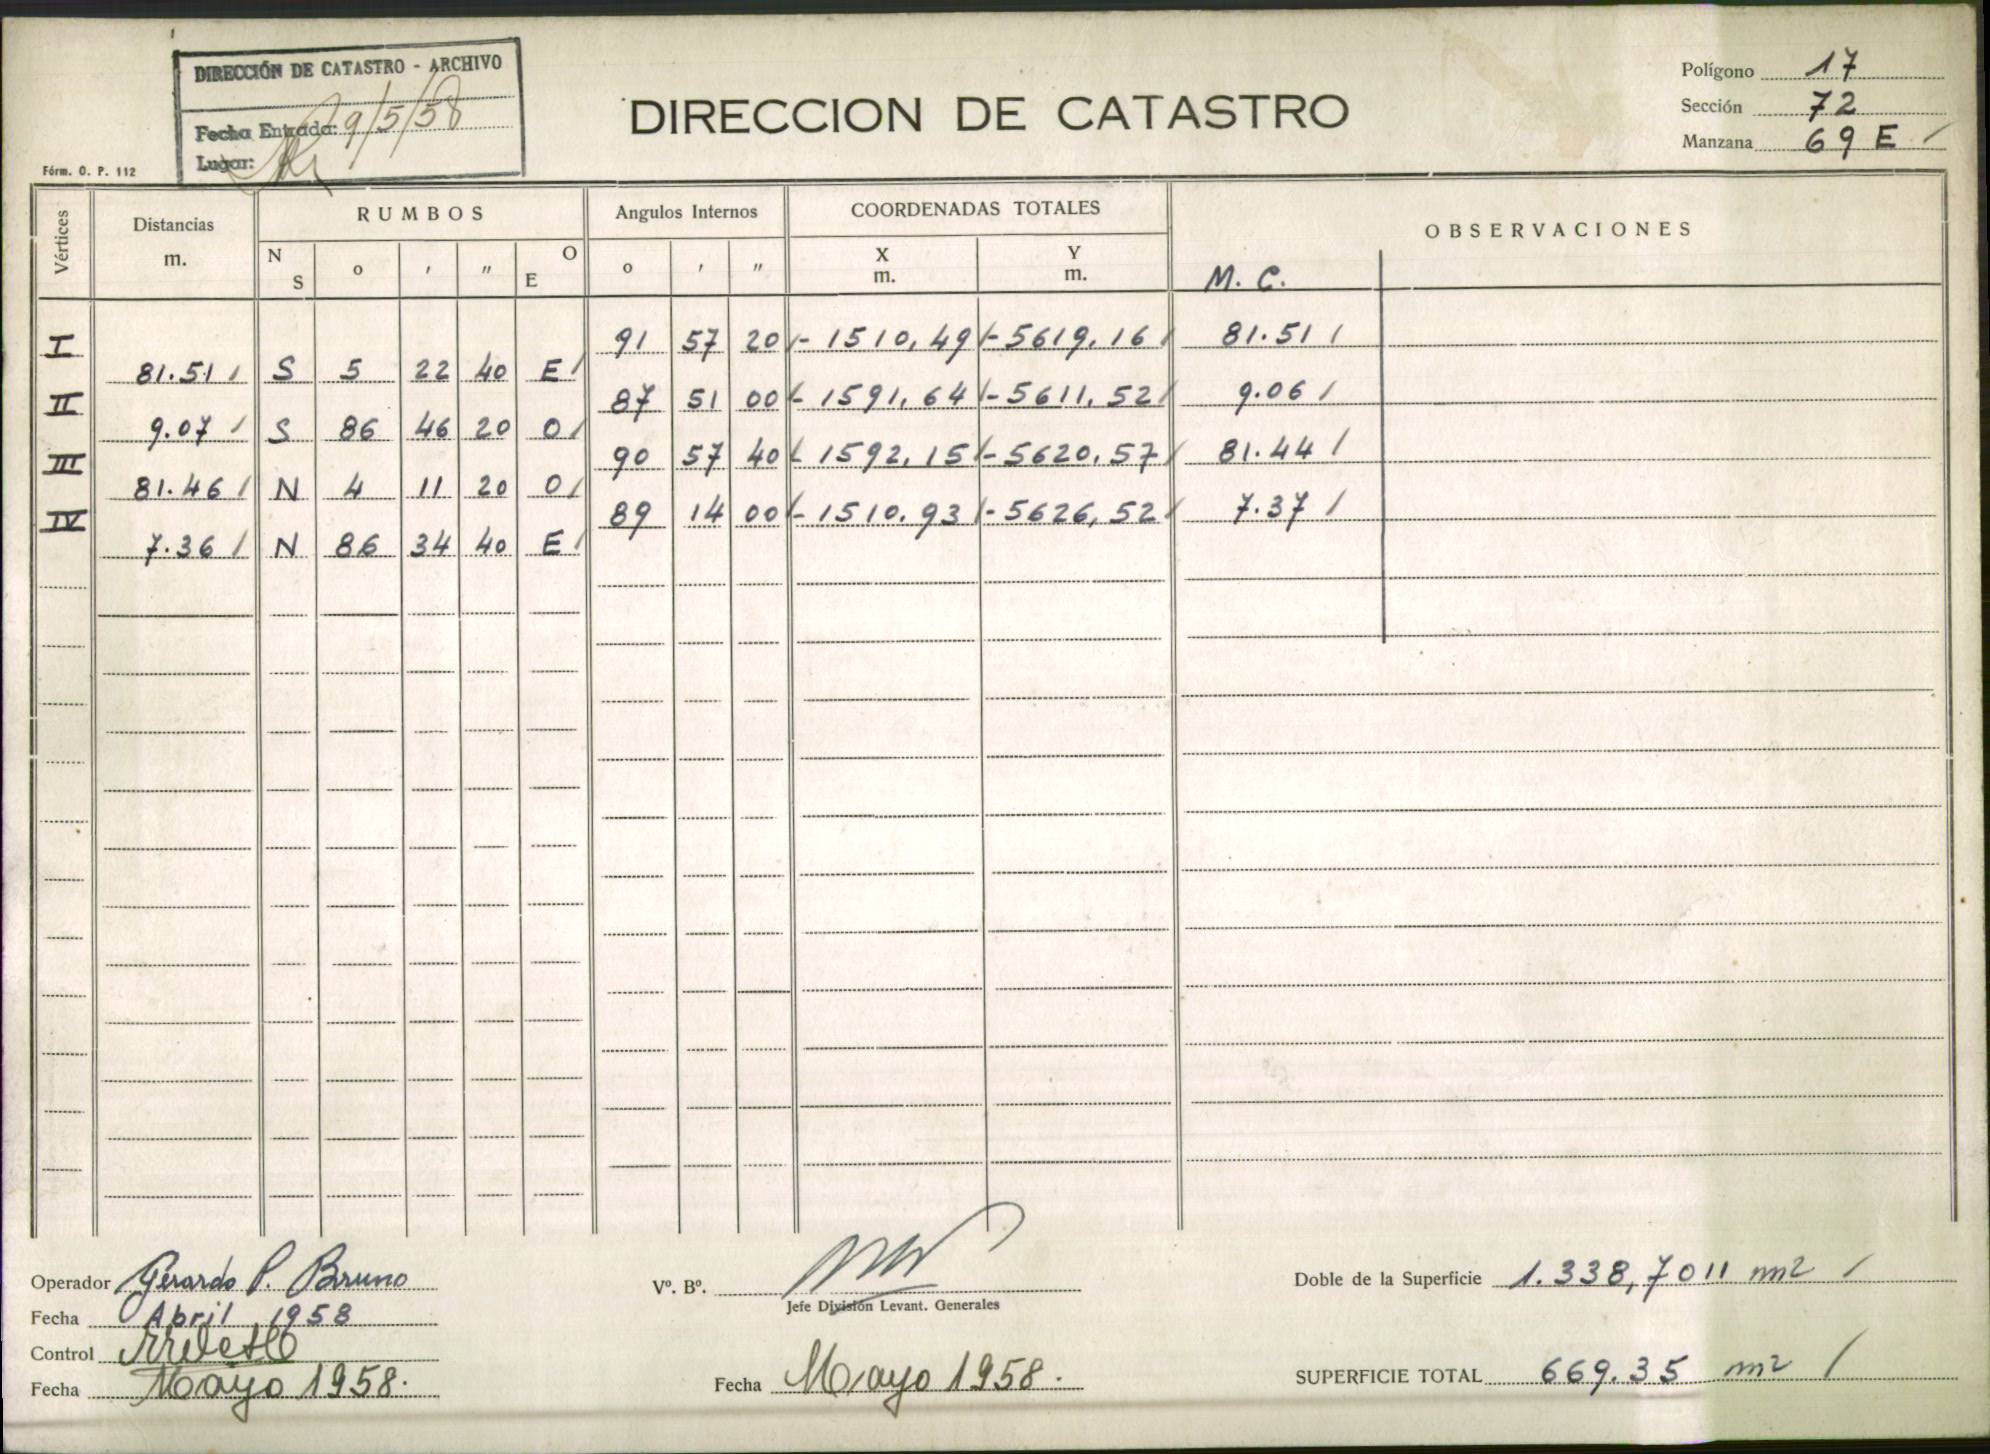 DIRECCIÓN DE CATASTRO - ARCHIVO
Fecha Entrada: 9/5/58
Lugar:
Fórm. O. P. 112
DIRECCION DE CATASTRO
Polígono 17
Sección 72
Manzana 69 E
Vértices Distancias m. RUMBOS Angulos Internos COORDENADAS TOTALES OBSERVACIONES
N S o ' " O E o ' " X m. Y m. M. C.
I 91 57 20 - 1510,49 - 5619,16 81.51
81.51 S 5 22 40 E
II 87 51 00 - 1591,64 - 5611,52 9.06
9.07 S 86 46 20 O
III 90 57 40 - 1592,15 - 5620,57 81.44
81.46 N 4 11 20 O
IV 89 14 00 - 1510.93 - 5626,52 7.37
7.36 N 86 34 40 E
Operador Gerardo P. Bruno
Fecha Abril 1958
Control
Fecha Mayo 1958.
Vº. Bº.
Jefe División Levant. Generales
Fecha Mayo 1958.
Doble de la Superficie 1.338,7011 m2
SUPERFICIE TOTAL 669.35 m2